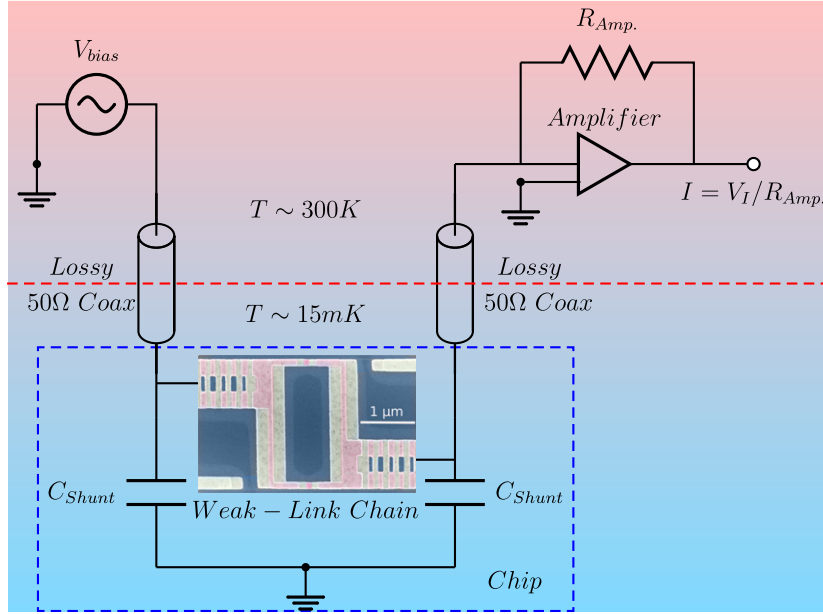 R_{Amp.}
V_{bias}
Amplifier
I = V_I/R_{Amp.}
T ∼ 300K
Lossy
50Ω Coax
Lossy
50Ω Coax
T ∼ 15mK
1 μm
C_{Shunt}
C_{Shunt}
Weak − Link Chain
Chip